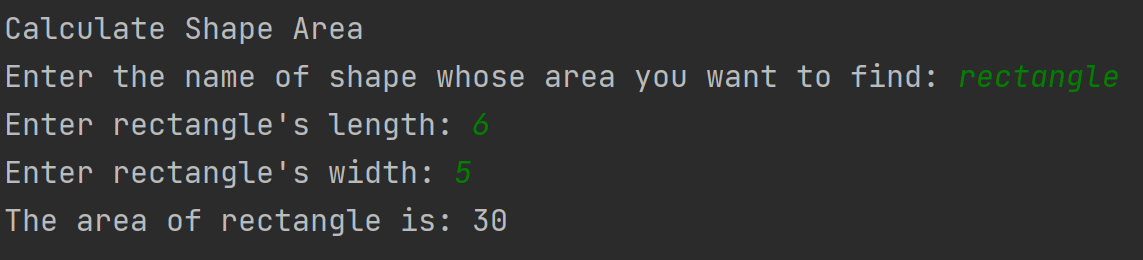 Calculate Shape Area
Enter the name of shape whose area you want to find: rectangle
Enter rectangle's length: 6
Enter rectangle's width: 5
The area of rectangle is: 30